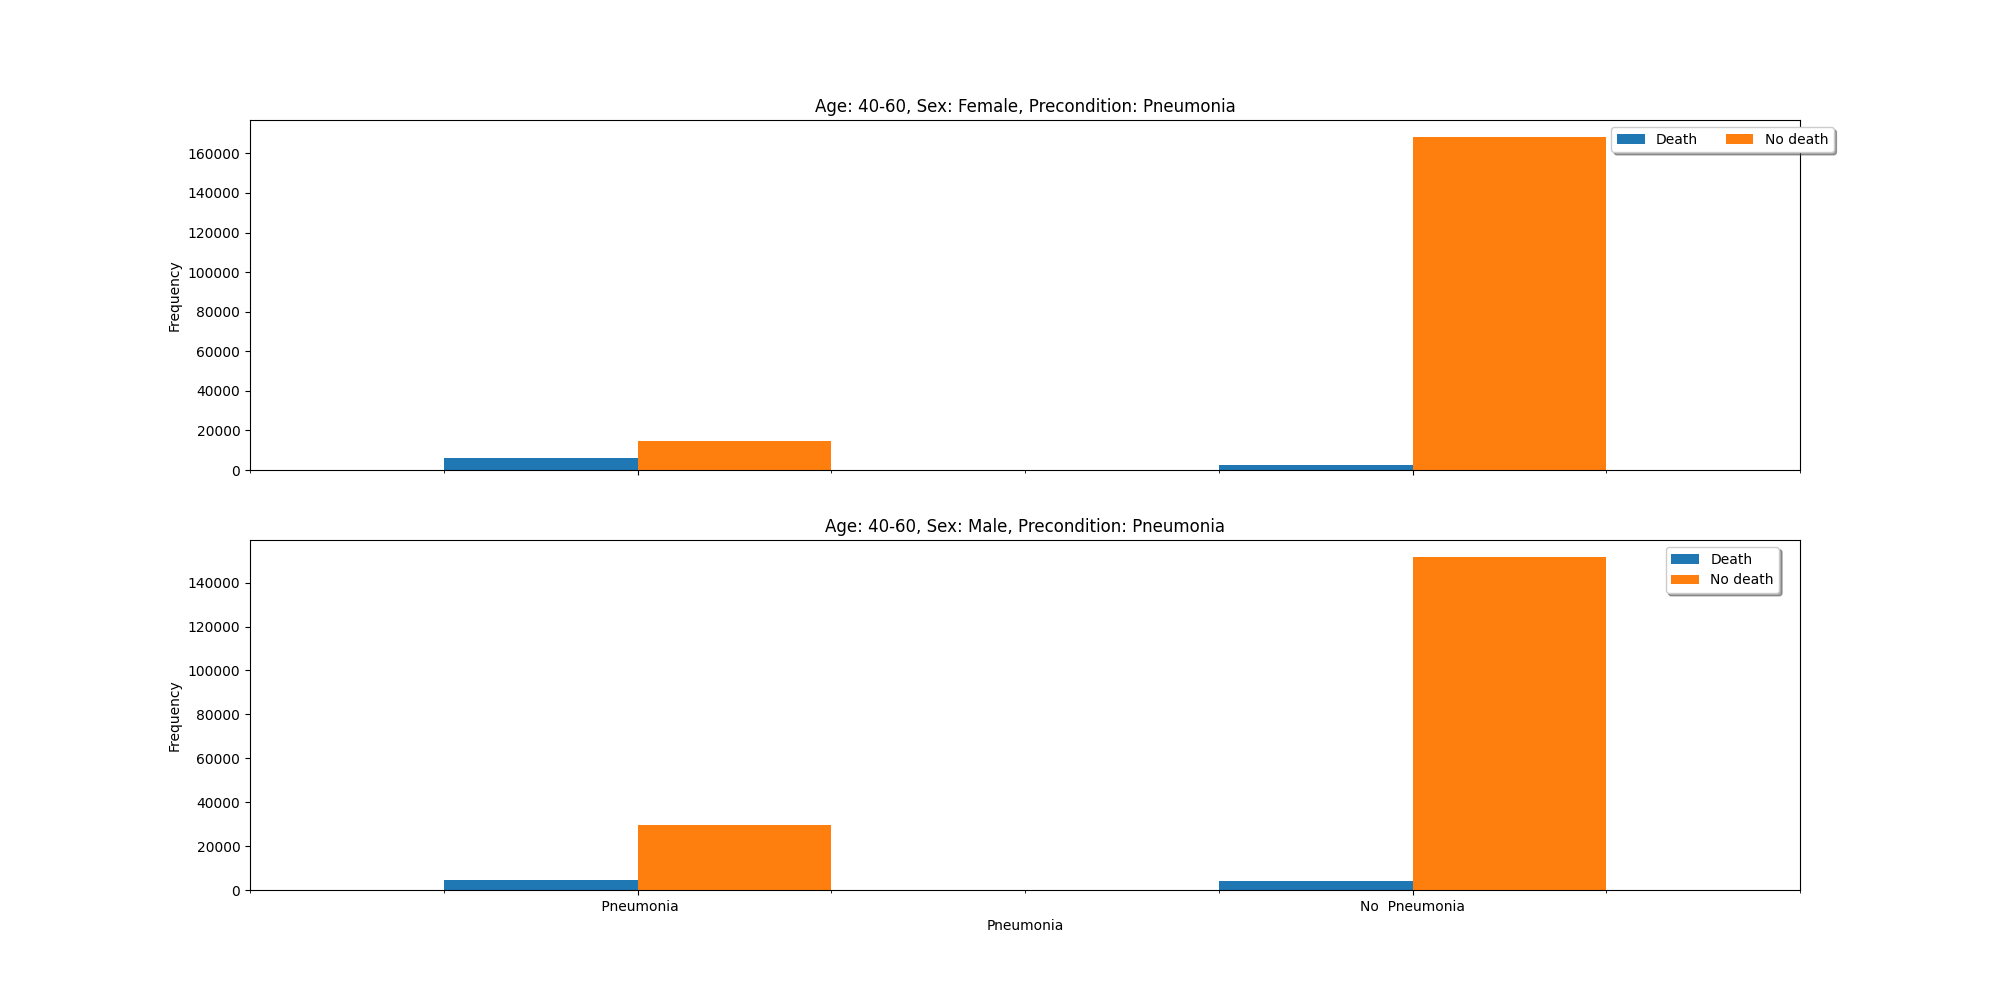 Age: 40-60, Sex: Female, Precondition: Pneumonia
Death No death
160000
140000
120000
100000
80000
60000
40000
20000
0
Frequency
Age: 40-60, Sex: Male, Precondition: Pneumonia
Death
No death
140000
120000
100000
80000
60000
40000
20000
0
Frequency
Pneumonia No  Pneumonia
Pneumonia